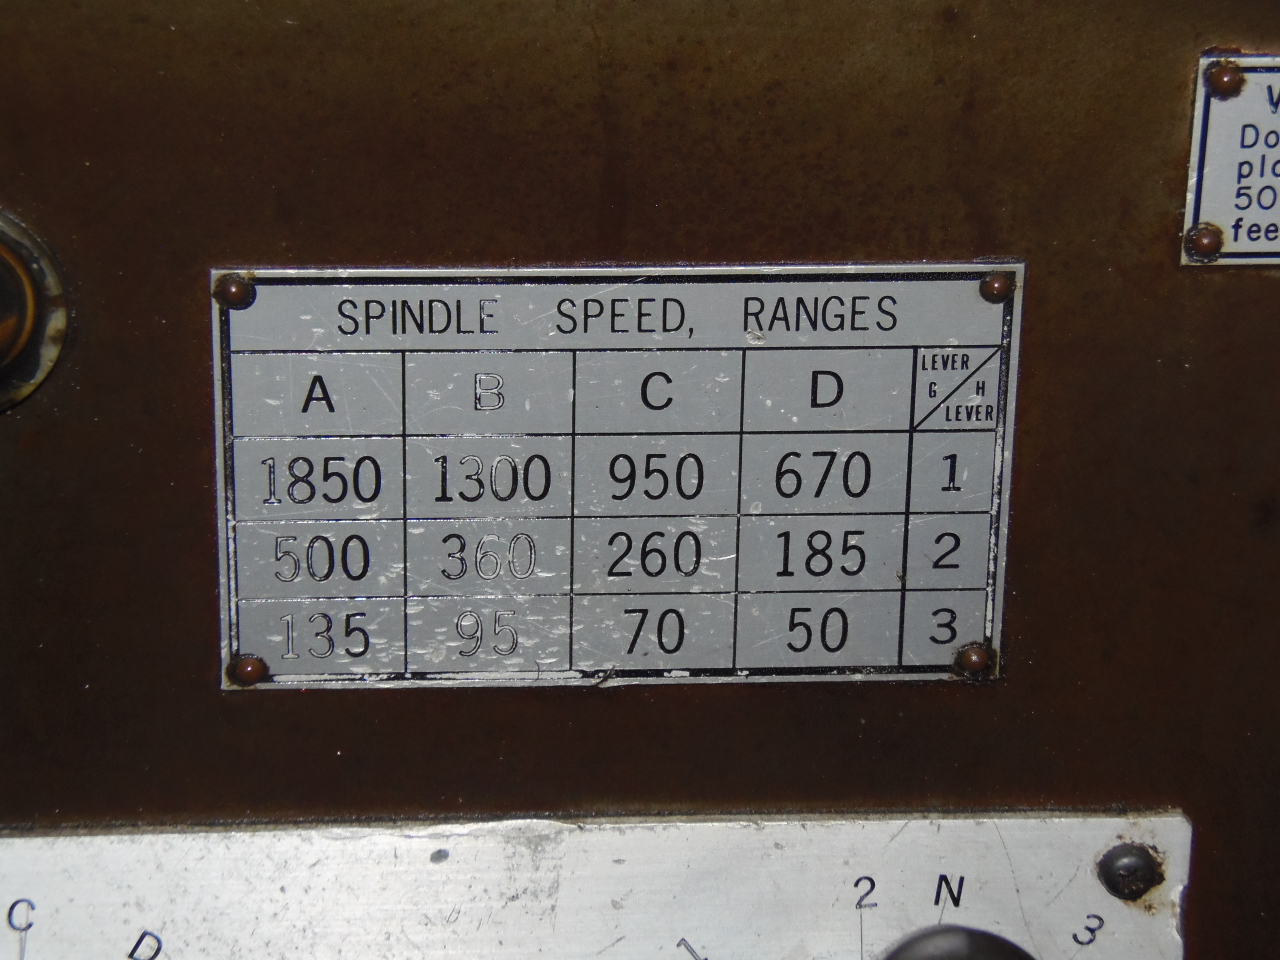 SPINDLE SPEED, RANGES
A B C D LEVER G H LEVER
1850 1300 950 670 1
500 360 260 185 2
135 95 70 50 3
Do
50
fee
C D 1 2 N 3